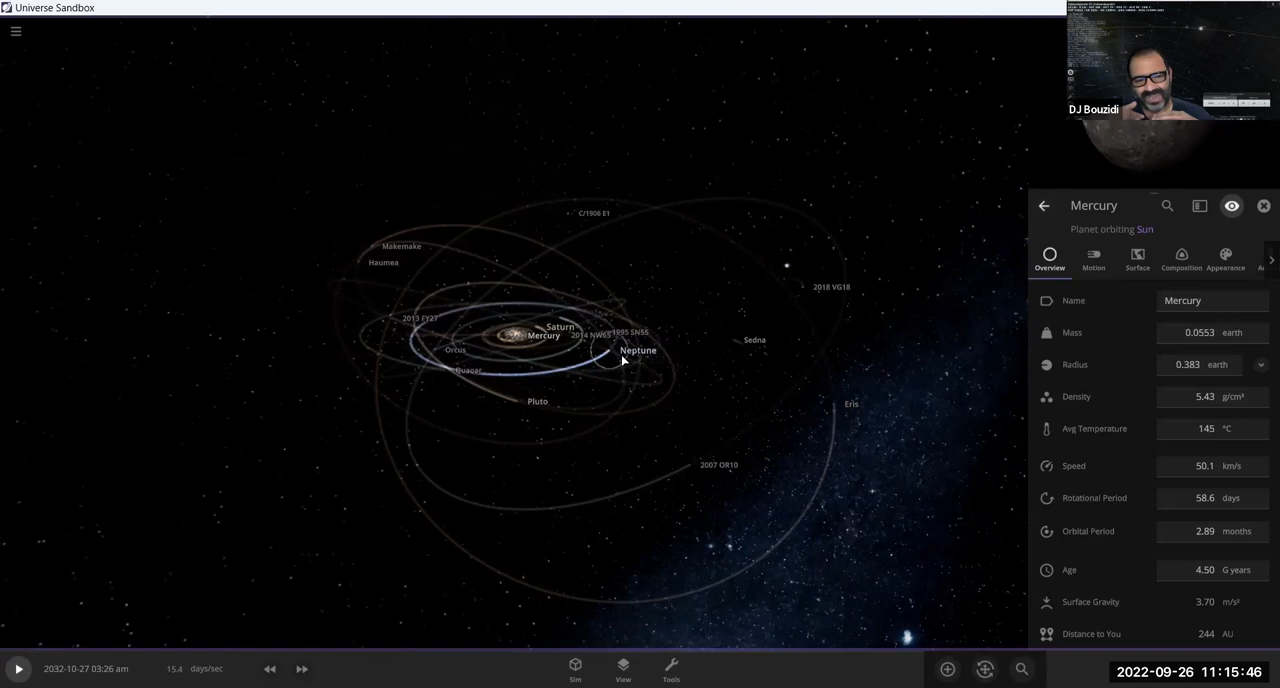 Universe Sandbox
DJ Bouzidi
C/1906 E1
Makemake
Haumea
2018 VG18
2013 FY27
Saturn
Mercury
2014 NW65
1995 SN55
Sedna
Orcus
Neptune
Quaoar
Pluto
Eris
2007 OR10
Mercury
Planet orbiting Sun
Overview Motion Surface Composition Appearance
Name Mercury
Mass 0.0553 earth
Radius 0.383 earth
Density 5.43 g/cm³
Avg Temperature 145 °C
Speed 50.1 km/s
Rotational Period 58.6 days
Orbital Period 2.89 months
Age 4.50 G years
Surface Gravity 3.70 m/s²
Distance to You 244 AU
2032-10-27 03:26 am 15.4 days/sec
Sim View Tools
2022-09-26 11:15:46